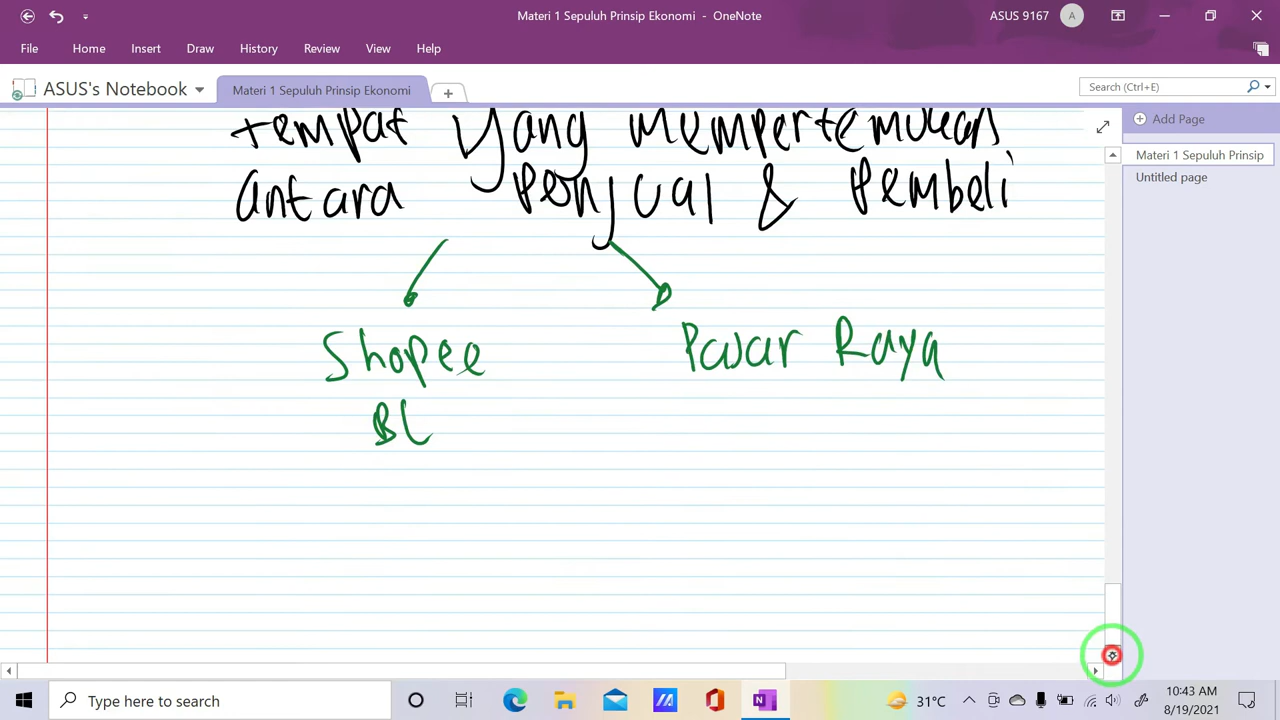 Materi 1 Sepuluh Prinsip Ekonomi - OneNote
ASUS 9167
A
File Home Insert Draw History Review View Help
ASUS's Notebook
Materi 1 Sepuluh Prinsip Ekonomi
Search (Ctrl+E)
Add Page
Materi 1 Sepuluh Prinsip
Untitled page
tempat yang mempertemukan
antara Penjual & Pembeli
Shopee
Pasar Raya
BL
Type here to search
31°C
10:43 AM
8/19/2021